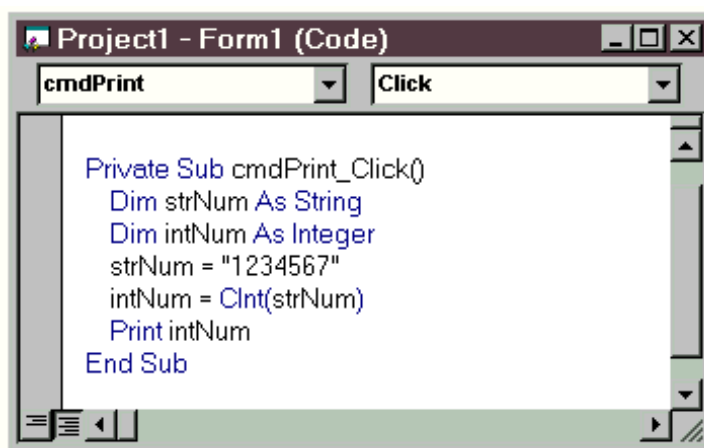 Project1 - Form1 (Code)
cmdPrint Click
Private Sub cmdPrint_Click()
Dim strNum As String
Dim intNum As Integer
strNum = "1234567"
intNum = CInt(strNum)
Print intNum
End Sub